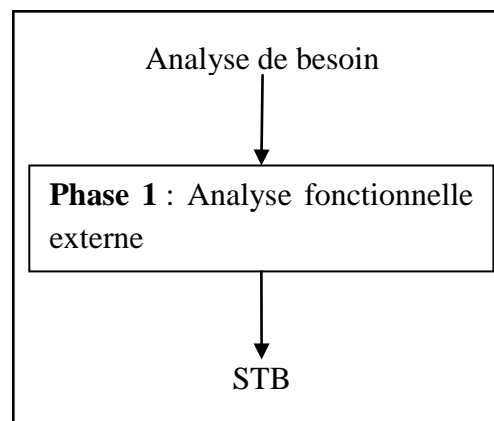 Analyse de besoin
Phase 1 : Analyse fonctionnelle
externe
STB